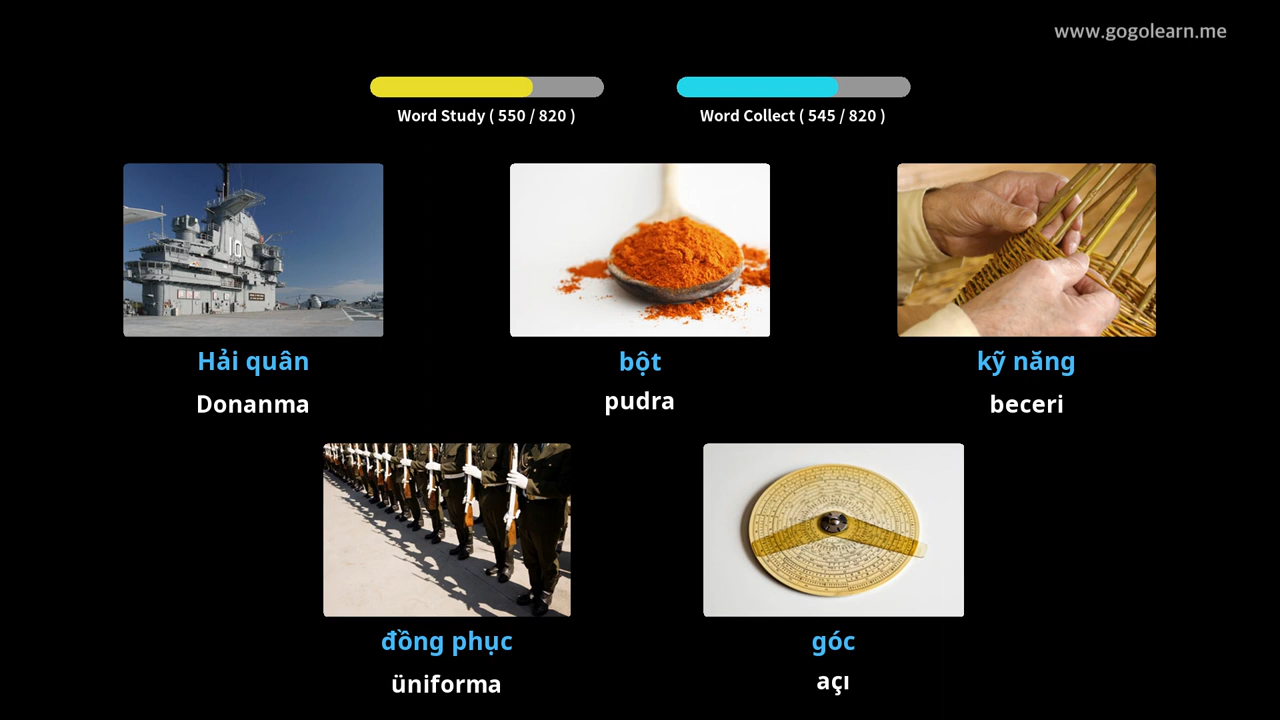 www.gogolearn.me
Word Study ( 550 / 820 )
Word Collect ( 545 / 820 )
10
Hải quân
Donanma
bột
pudra
kỹ năng
beceri
đồng phục
üniforma
góc
açı